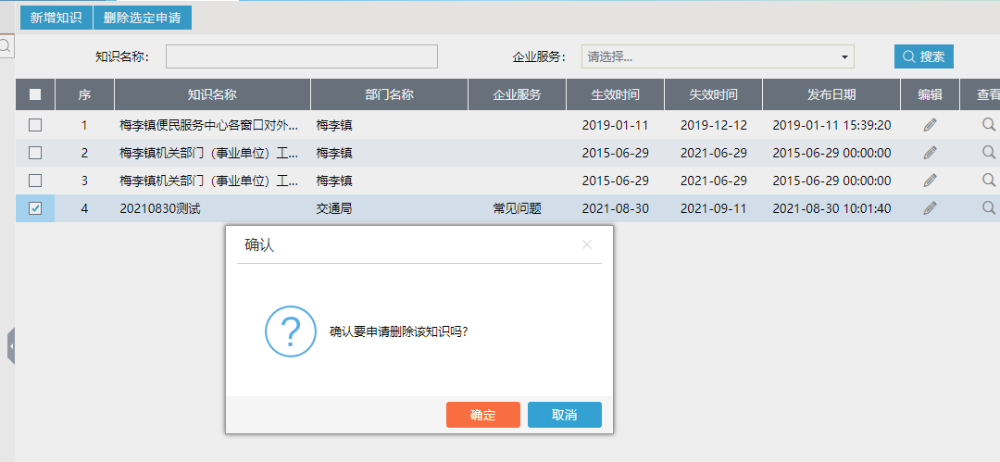 新增知识 删除选定申请
知识名称： 企业服务： 请选择... 搜索
序 知识名称 部门名称 企业服务 生效时间 失效时间 发布日期 编辑 查看
1 梅李镇便民服务中心各窗口对外... 梅李镇 2019-01-11 2019-12-12 2019-01-11 15:39:20
2 梅李镇机关部门（事业单位）工... 梅李镇 2015-06-29 2021-06-29 2015-06-29 00:00:00
3 梅李镇机关部门（事业单位）工... 梅李镇 2015-06-29 2021-06-29 2015-06-29 00:00:00
4 20210830测试 交通局 常见问题 2021-08-30 2021-09-11 2021-08-30 10:01:40
确认
确认要申请删除该知识吗?
确定 取消